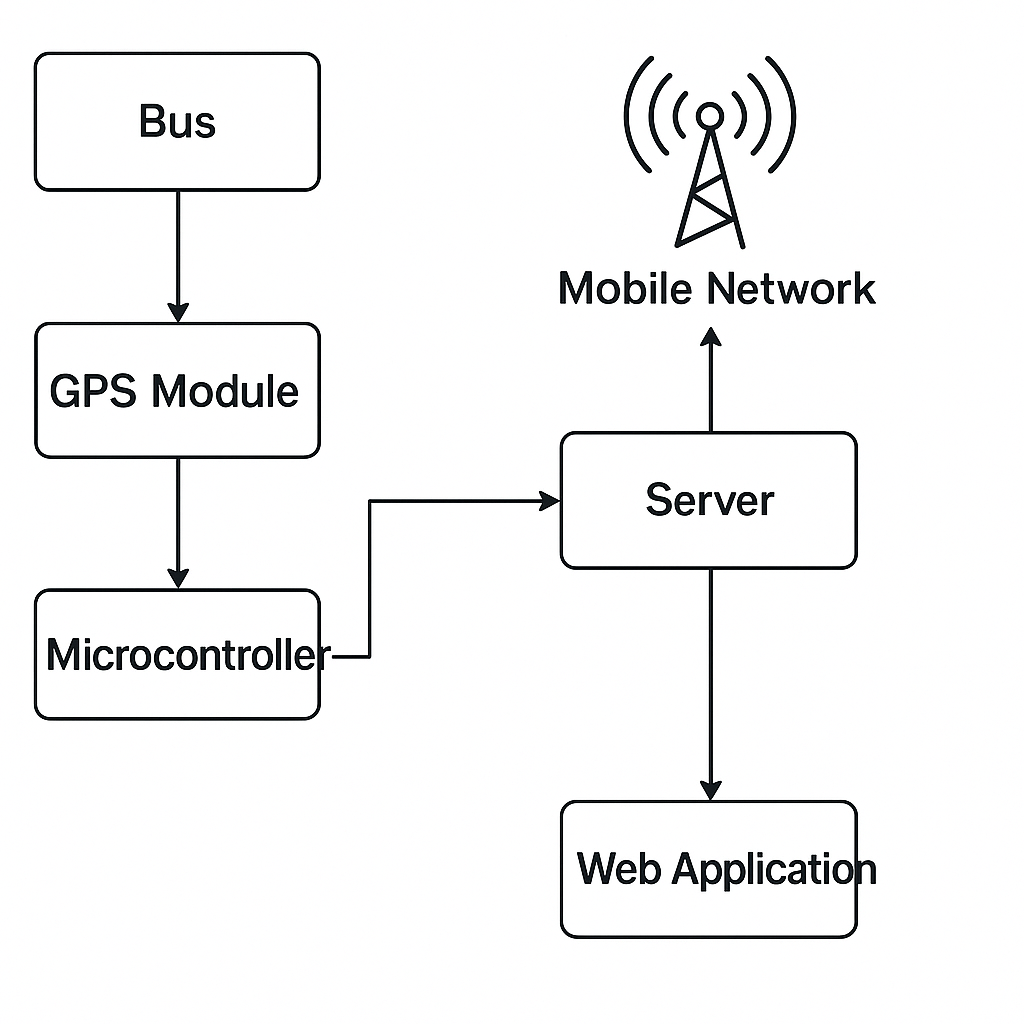 Bus
GPS Module
Microcontroller
Mobile Network
Server
Web Application